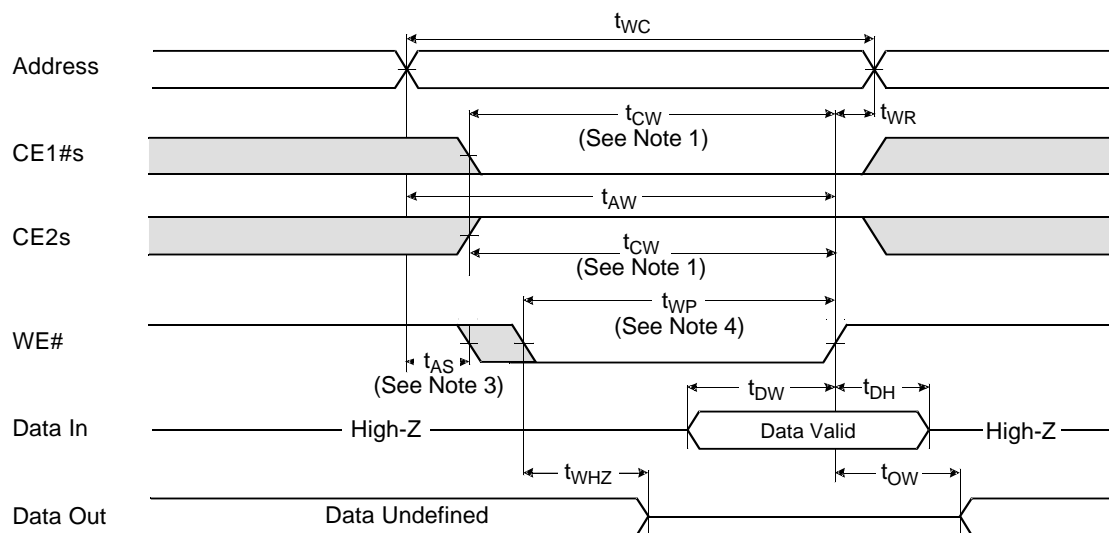 tWC
Address
tCW
(See Note 1)
tWR
CE1#s
tAW
CE2s
tCW
(See Note 1)
tWP
(See Note 4)
WE#
tAS
(See Note 3)
tDW
tDH
Data In
High-Z
Data Valid
High-Z
tWHZ
tOW
Data Out
Data Undefined